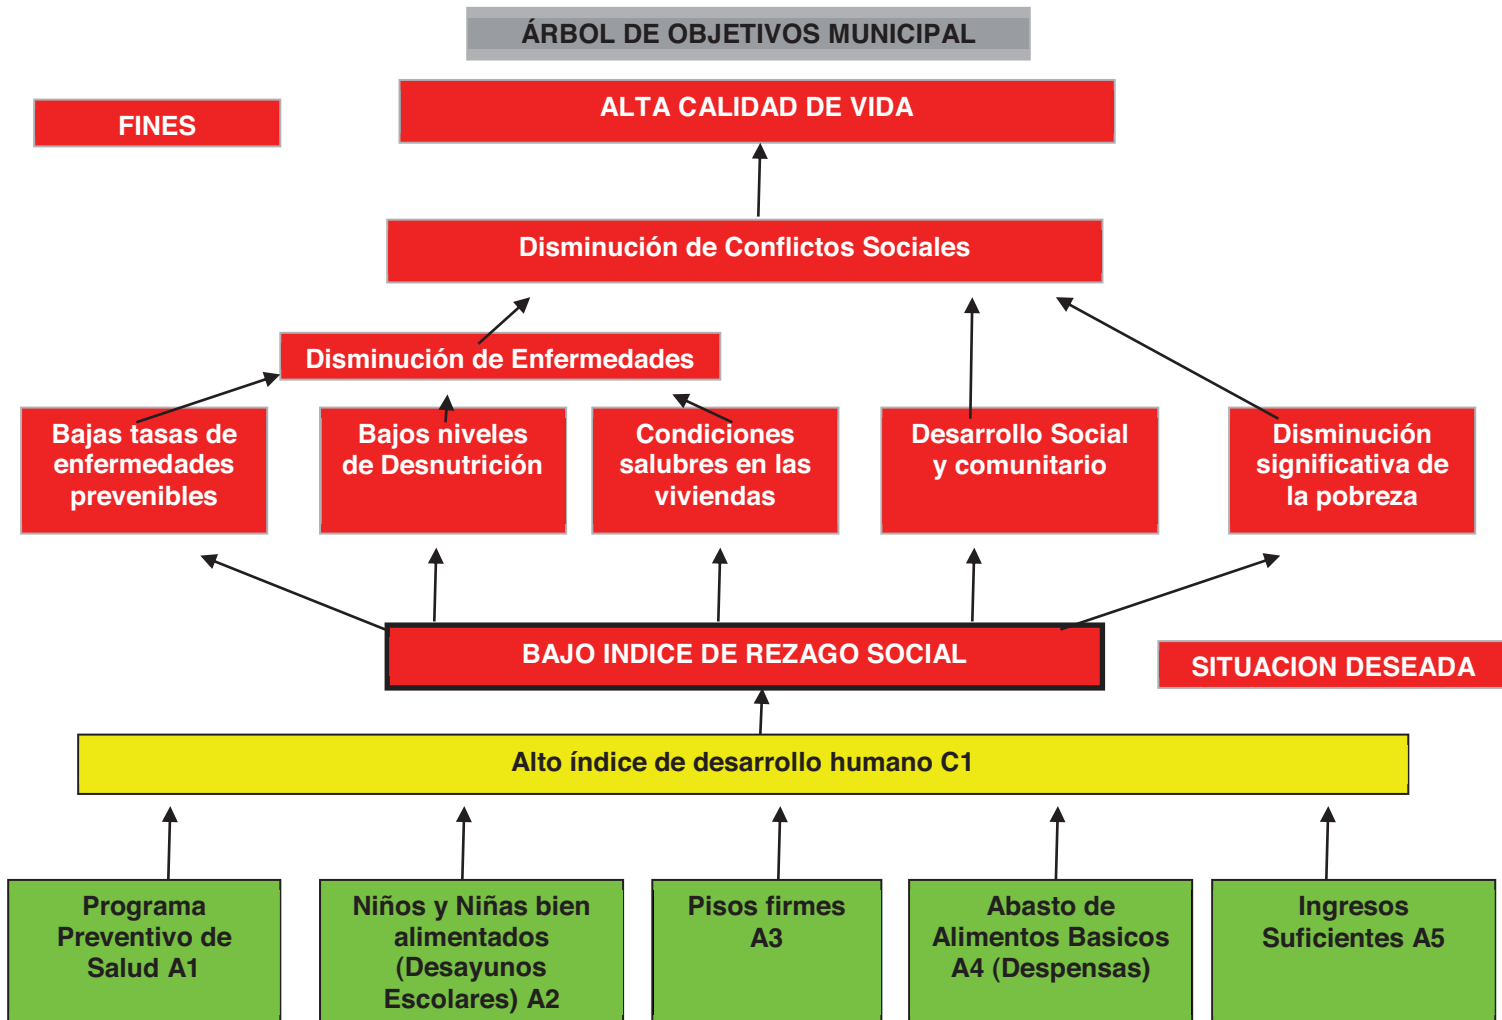 ÁRBOL DE OBJETIVOS MUNICIPAL
ALTA CALIDAD DE VIDA
FINES
Disminución de Conflictos Sociales
Disminución de Enfermedades
Bajas tasas de
enfermedades
prevenibles
Bajos niveles
de Desnutrición
Condiciones
salubres en las
viviendas
Desarrollo Social
y comunitario
Disminución
significativa de
la pobreza
BAJO INDICE DE REZAGO SOCIAL
SITUACION DESEADA
Alto índice de desarrollo humano C1
Programa
Preventivo de
Salud A1
Niños y Niñas bien
alimentados
(Desayunos
Escolares) A2
Pisos firmes
A3
Abasto de
Alimentos Basicos
A4 (Despensas)
Ingresos
Suficientes A5